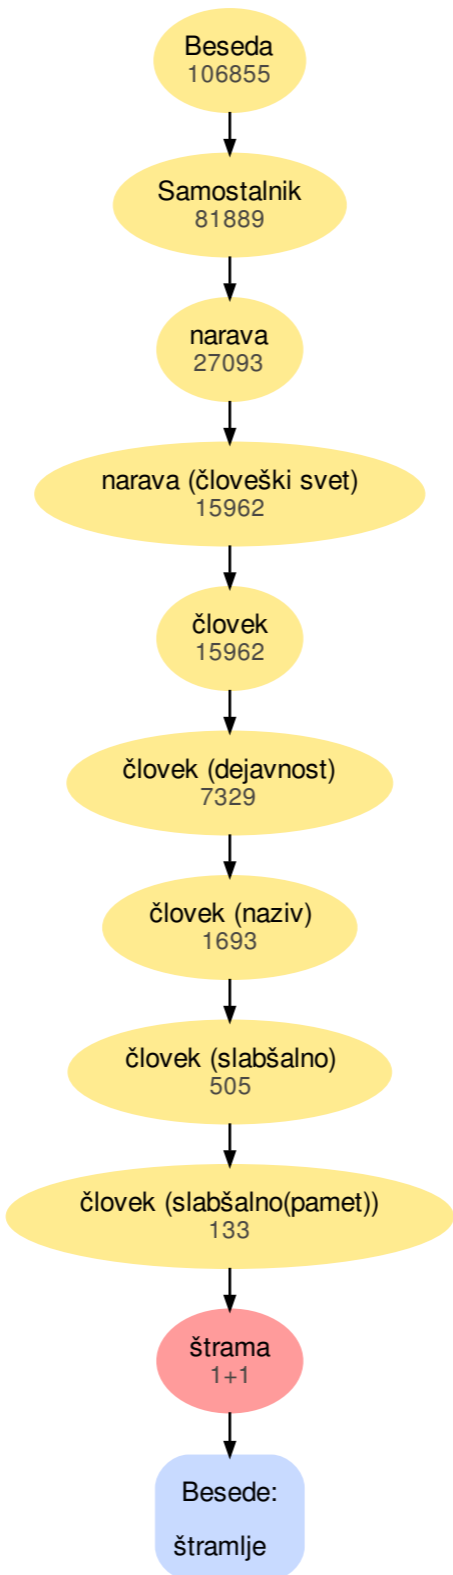 Beseda
106855
Samostalnik
81889
narava
27093
narava (človeški svet)
15962
človek
15962
človek (dejavnost)
7329
človek (naziv)
1693
človek (slabšalno)
505
človek (slabšalno(pamet))
133
štrama
1+1
Besede:
štramlje